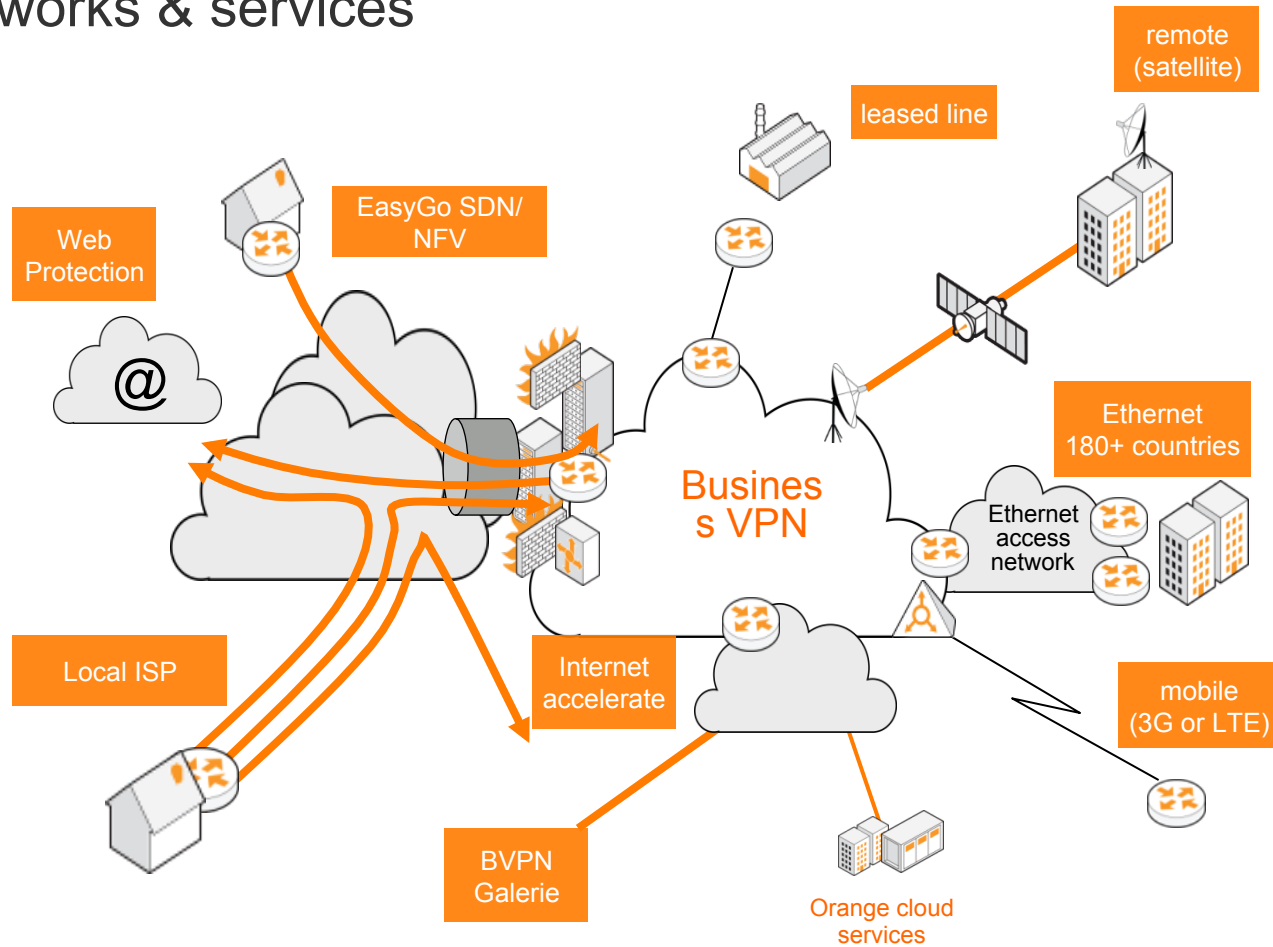 works & services
remote
(satellite)
leased line
EasyGo SDN/
NFV
Web
Protection
@
Ethernet
180+ countries
Busines
s VPN
Ethernet
access
network
Local ISP
Internet
accelerate
mobile
(3G or LTE)
BVPN
Galerie
Orange cloud
services